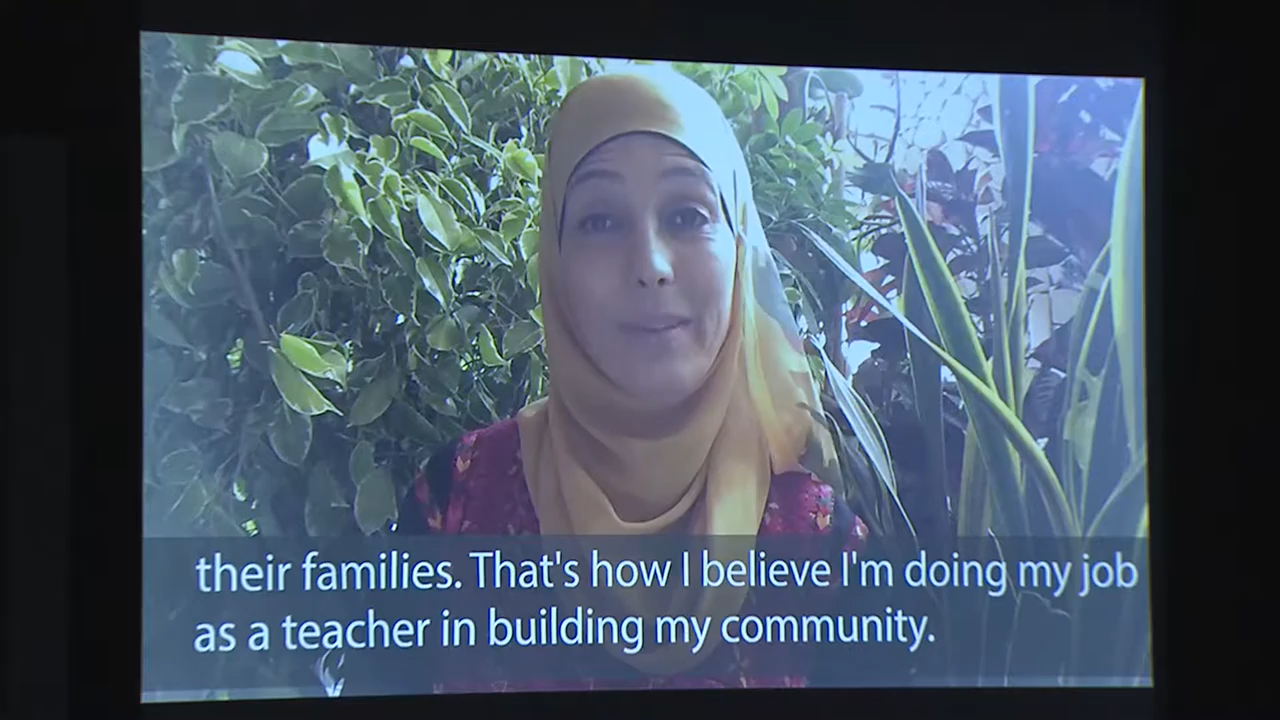 their families. That's how I believe I'm doing my job
as a teacher in building my community.